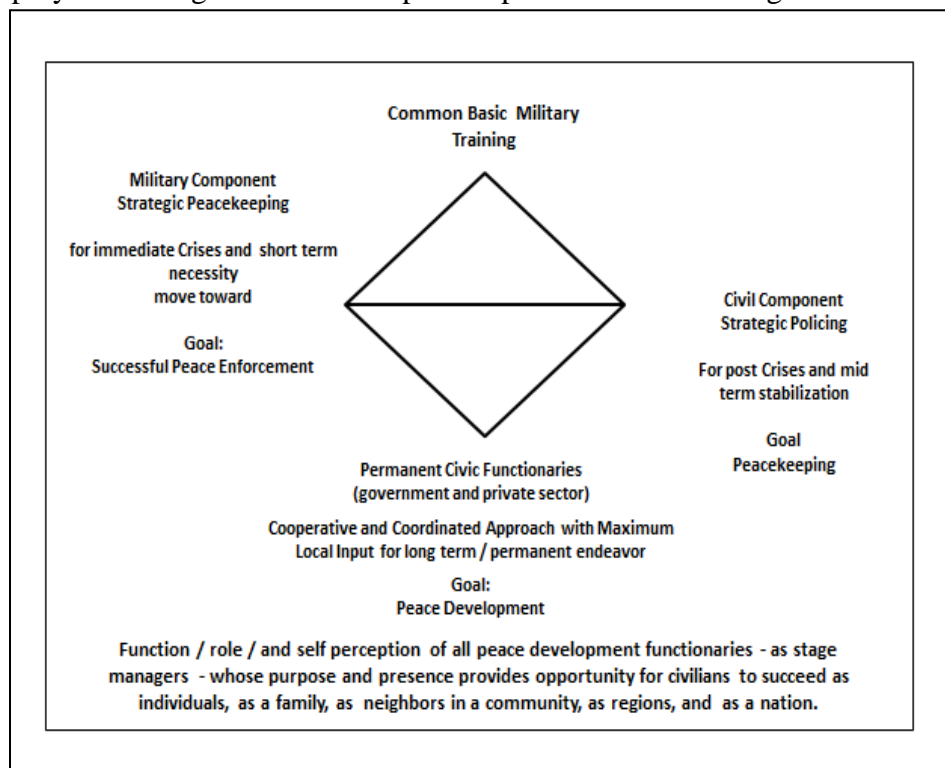 Common Basic Military
Training
Military Component
Strategic Peacekeeping
for immediate Crises and short term
necessity
move toward
Goal:
Successful Peace Enforcement
Civil Component
Strategic Policing
For post Crises and mid
term stabilization
Goal
Peacekeeping
Permanent Civic Functionaries
(government and private sector)
Cooperative and Coordinated Approach with Maximum
Local Input for long term / permanent endeavor
Goal:
Peace Development
Function / role / and self perception of all peace development functionaries - as stage
managers - whose purpose and presence provides opportunity for civilians to succeed as
individuals, as a family, as neighbors in a community, as regions, and as a nation.